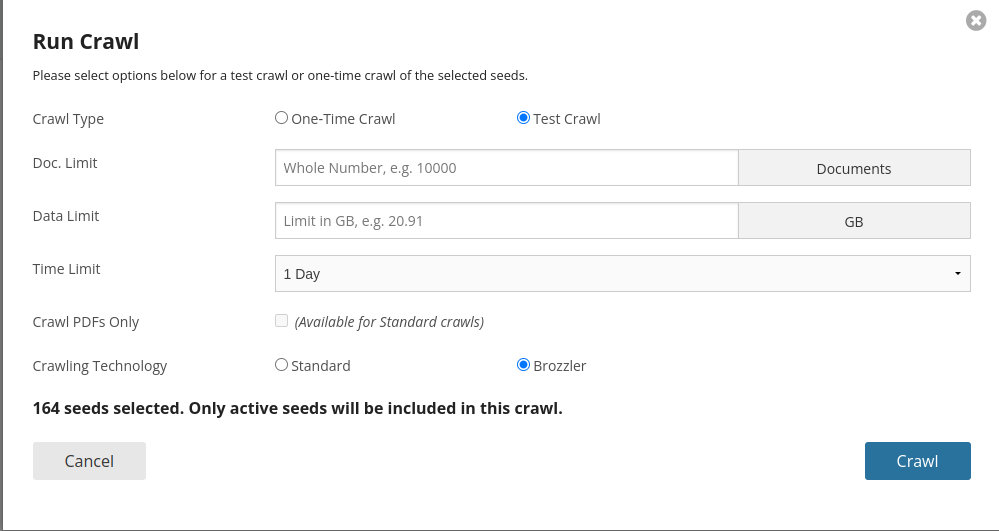 Run Crawl
Please select options below for a test crawl or one-time crawl of the selected seeds.
Crawl Type One-Time Crawl Test Crawl
Doc. Limit Whole Number, e.g. 10000 Documents
Data Limit Limit in GB, e.g. 20.91 GB
Time Limit 1 Day
Crawl PDFs Only (Available for Standard crawls)
Crawling Technology Standard Brozzler
164 seeds selected. Only active seeds will be included in this crawl.
Cancel Crawl